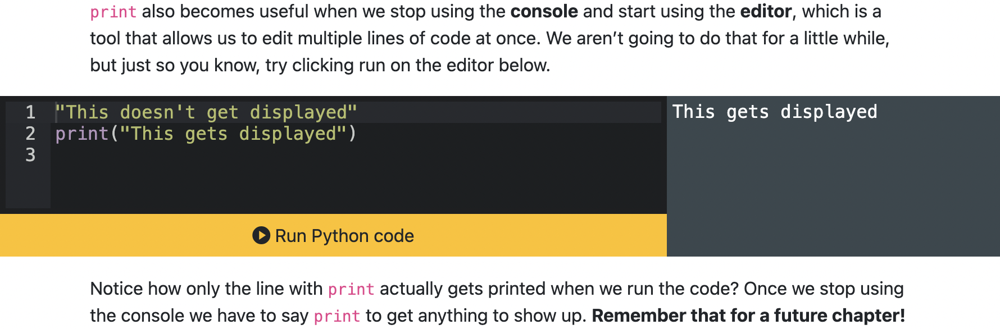 print also becomes useful when we stop using the console and start using the editor, which is a
tool that allows us to edit multiple lines of code at once. We aren’t going to do that for a little while,
but just so you know, try clicking run on the editor below.
1 "This doesn't get displayed"
2 print("This gets displayed")
3
This gets displayed
Run Python code
Notice how only the line with print actually gets printed when we run the code? Once we stop using
the console we have to say print to get anything to show up. Remember that for a future chapter!